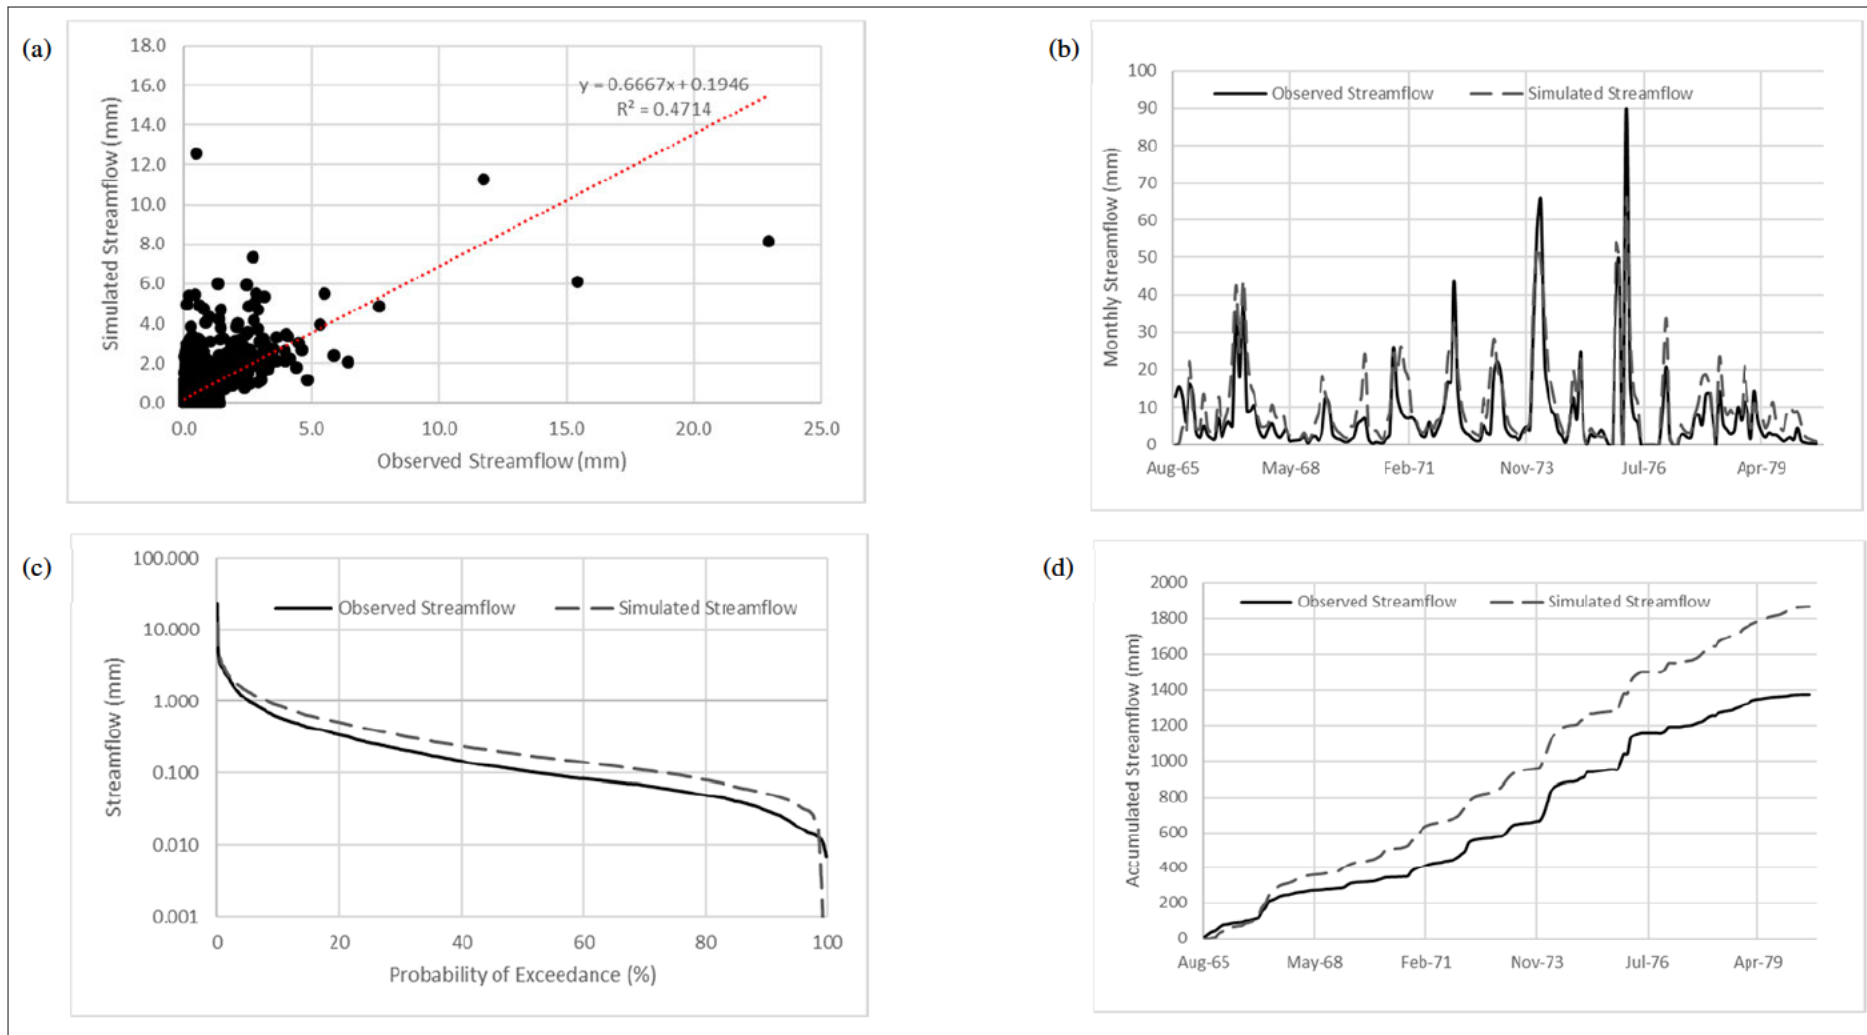 (a)
18.0
16.0
14.0
12.0
10.0
8.0
6.0
4.0
2.0
0.0
Simulated Streamflow (mm)
y = 0.6667x + 0.1946
R² = 0.4714
0.0 5.0 10.0 15.0 20.0 25.0
Observed Streamflow (mm)
(b)
100
90
80
70
60
50
40
30
20
10
0
Monthly Streamflow (mm)
Observed Streamflow Simulated Streamflow
Aug-65 May-68 Feb-71 Nov-73 Jul-76 Apr-79
(c)
100.000
10.000
1.000
0.100
0.010
0.001
Streamflow (mm)
Observed Streamflow Simulated Streamflow
0 20 40 60 80 100
Probability of Exceedance (%)
(d)
2000
1800
1600
1400
1200
1000
800
600
400
200
0
Accumulated Streamflow (mm)
Observed Streamflow Simulated Streamflow
Aug-65 May-68 Feb-71 Nov-73 Jul-76 Apr-79